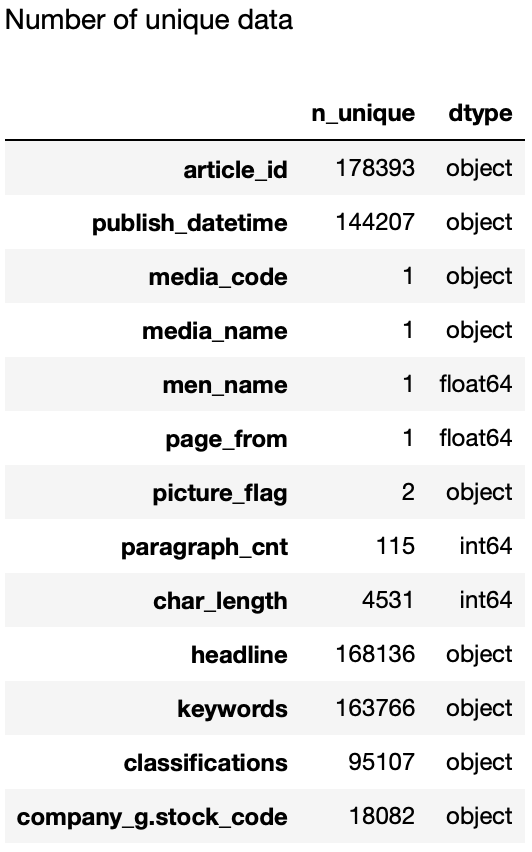 Number of unique data
n_unique dtype
article_id 178393 object
publish_datetime 144207 object
media_code 1 object
media_name 1 object
men_name 1 float64
page_from 1 float64
picture_flag 2 object
paragraph_cnt 115 int64
char_length 4531 int64
headline 168136 object
keywords 163766 object
classifications 95107 object
company_g.stock_code 18082 object